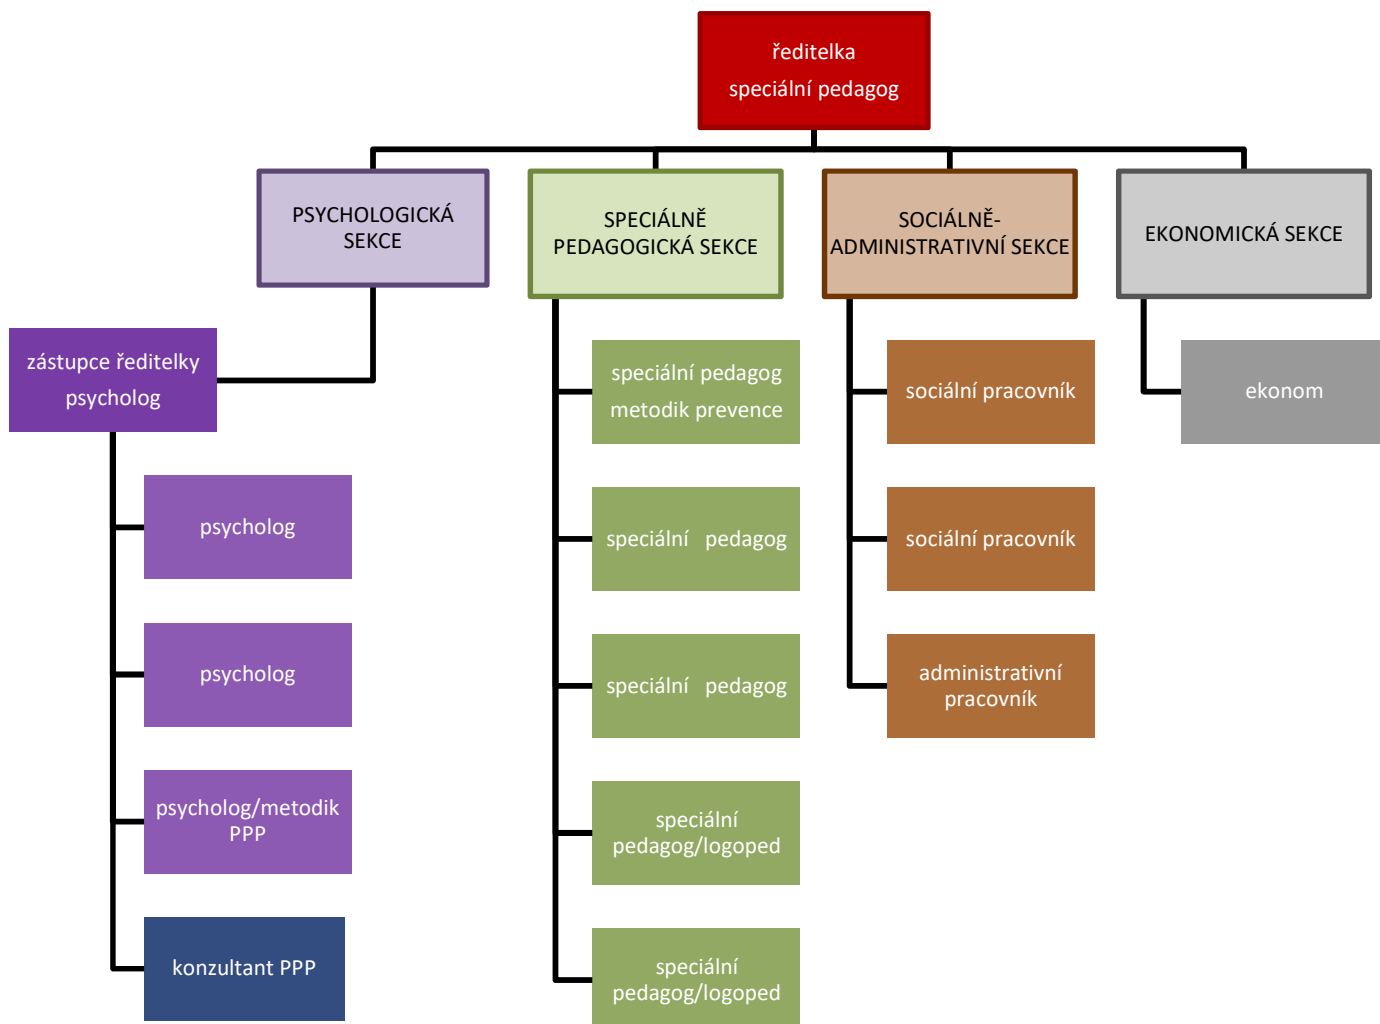 ředitelka
speciální pedagog
PSYCHOLOGICKÁ
SEKCE
SPECIÁLNĚ
PEDAGOGICKÁ SEKCE
SOCIÁLNĚ-
ADMINISTRATIVNÍ SEKCE
EKONOMICKÁ SEKCE
zástupce ředitelky
psycholog
psycholog
psycholog
psycholog/metodik
PPP
konzultant PPP
speciální pedagog
metodik prevence
speciální pedagog
speciální pedagog
speciální
pedagog/logoped
speciální
pedagog/logoped
sociální pracovník
sociální pracovník
administrativní
pracovník
ekonom